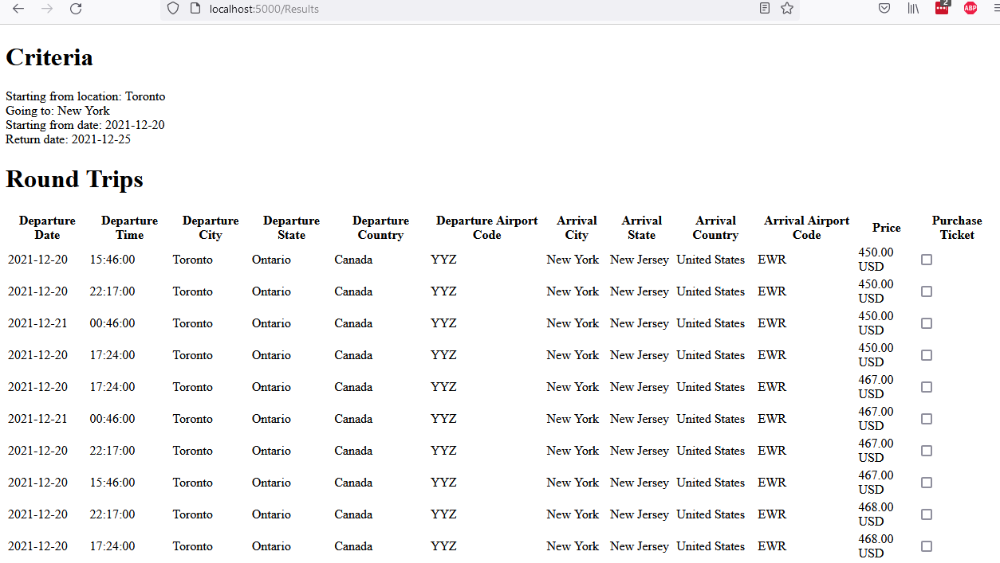 localhost:5000/Results
2
ABP
Criteria
Starting from location: Toronto
Going to: New York
Starting from date: 2021-12-20
Return date: 2021-12-25
Round Trips
Departure Date Departure Time Departure City Departure State Departure Country Departure Airport Code Arrival City Arrival State Arrival Country Arrival Airport Code Price Purchase Ticket
2021-12-20 15:46:00 Toronto Ontario Canada YYZ New York New Jersey United States EWR 450.00 USD
2021-12-20 22:17:00 Toronto Ontario Canada YYZ New York New Jersey United States EWR 450.00 USD
2021-12-21 00:46:00 Toronto Ontario Canada YYZ New York New Jersey United States EWR 450.00 USD
2021-12-20 17:24:00 Toronto Ontario Canada YYZ New York New Jersey United States EWR 450.00 USD
2021-12-20 17:24:00 Toronto Ontario Canada YYZ New York New Jersey United States EWR 467.00 USD
2021-12-21 00:46:00 Toronto Ontario Canada YYZ New York New Jersey United States EWR 467.00 USD
2021-12-20 22:17:00 Toronto Ontario Canada YYZ New York New Jersey United States EWR 467.00 USD
2021-12-20 15:46:00 Toronto Ontario Canada YYZ New York New Jersey United States EWR 467.00 USD
2021-12-20 22:17:00 Toronto Ontario Canada YYZ New York New Jersey United States EWR 468.00 USD
2021-12-20 17:24:00 Toronto Ontario Canada YYZ New York New Jersey United States EWR 468.00 USD